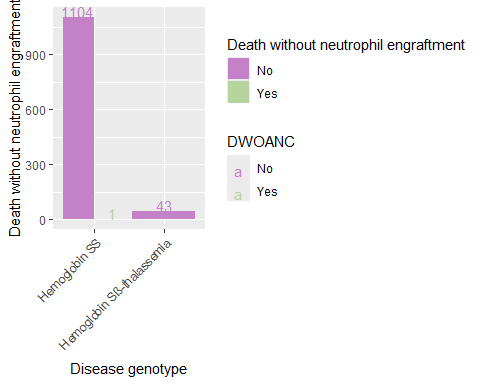 Death without neutrophil engraftment
900
600
300
0
1104
1
43
Hemoglobin SS
Hemoglobin Sß-thalassemia
Disease genotype
Death without neutrophil engraftment
No
Yes
DWOANC
a No
a Yes